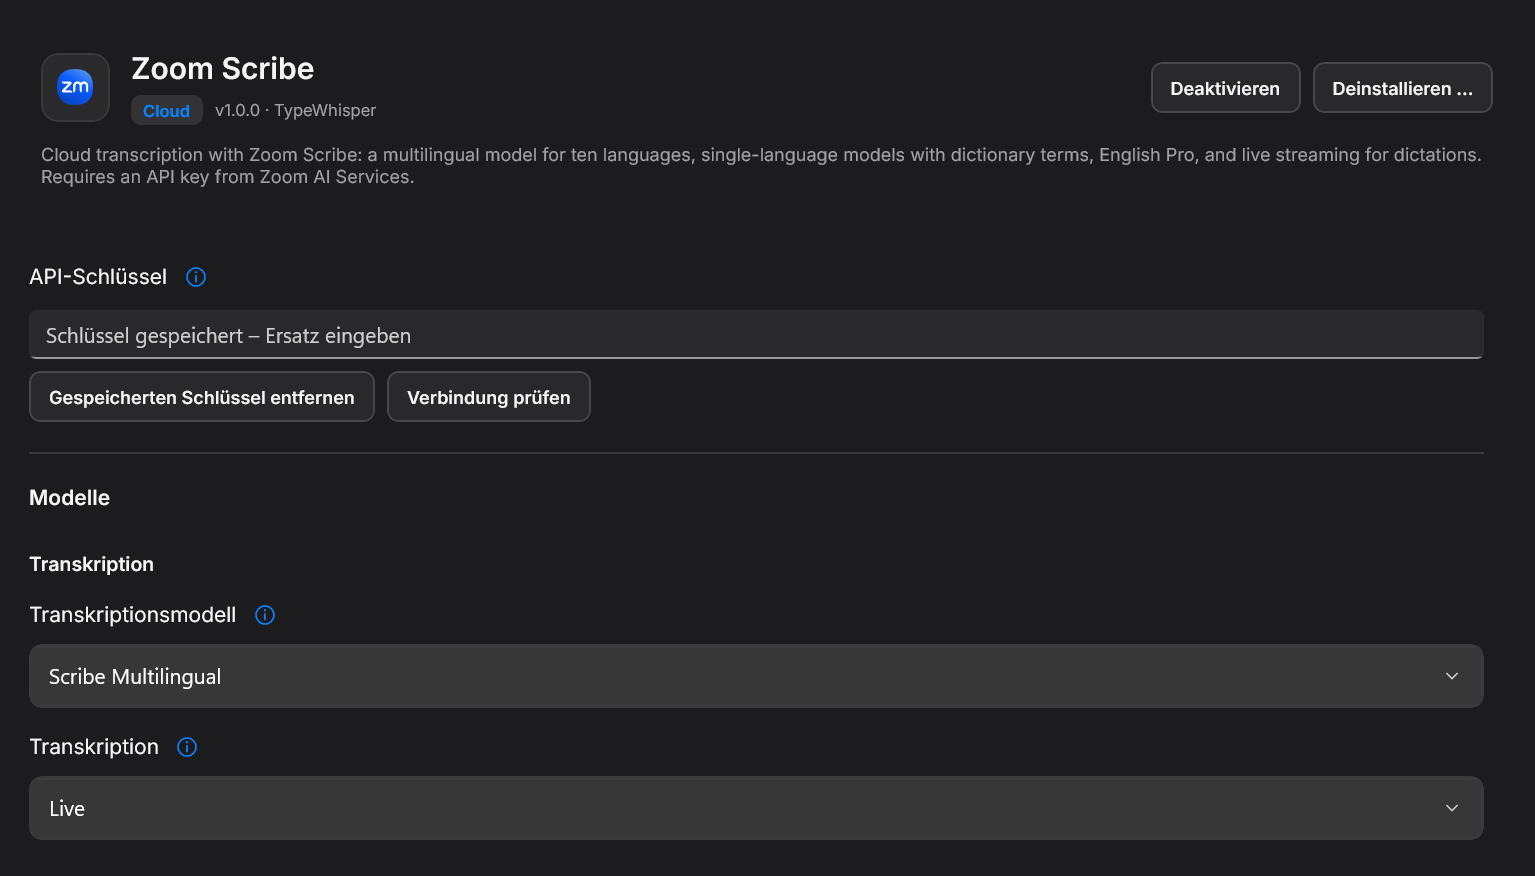 zm
Zoom Scribe
Cloud v1.0.0 · TypeWhisper
Deaktivieren
Deinstallieren ...
Cloud transcription with Zoom Scribe: a multilingual model for ten languages, single-language models with dictionary terms, English Pro, and live streaming for dictations.
Requires an API key from Zoom AI Services.
API-Schlüssel
Schlüssel gespeichert – Ersatz eingeben
Gespeicherten Schlüssel entfernen
Verbindung prüfen
Modelle
Transkription
Transkriptionsmodell
Scribe Multilingual
Transkription
Live